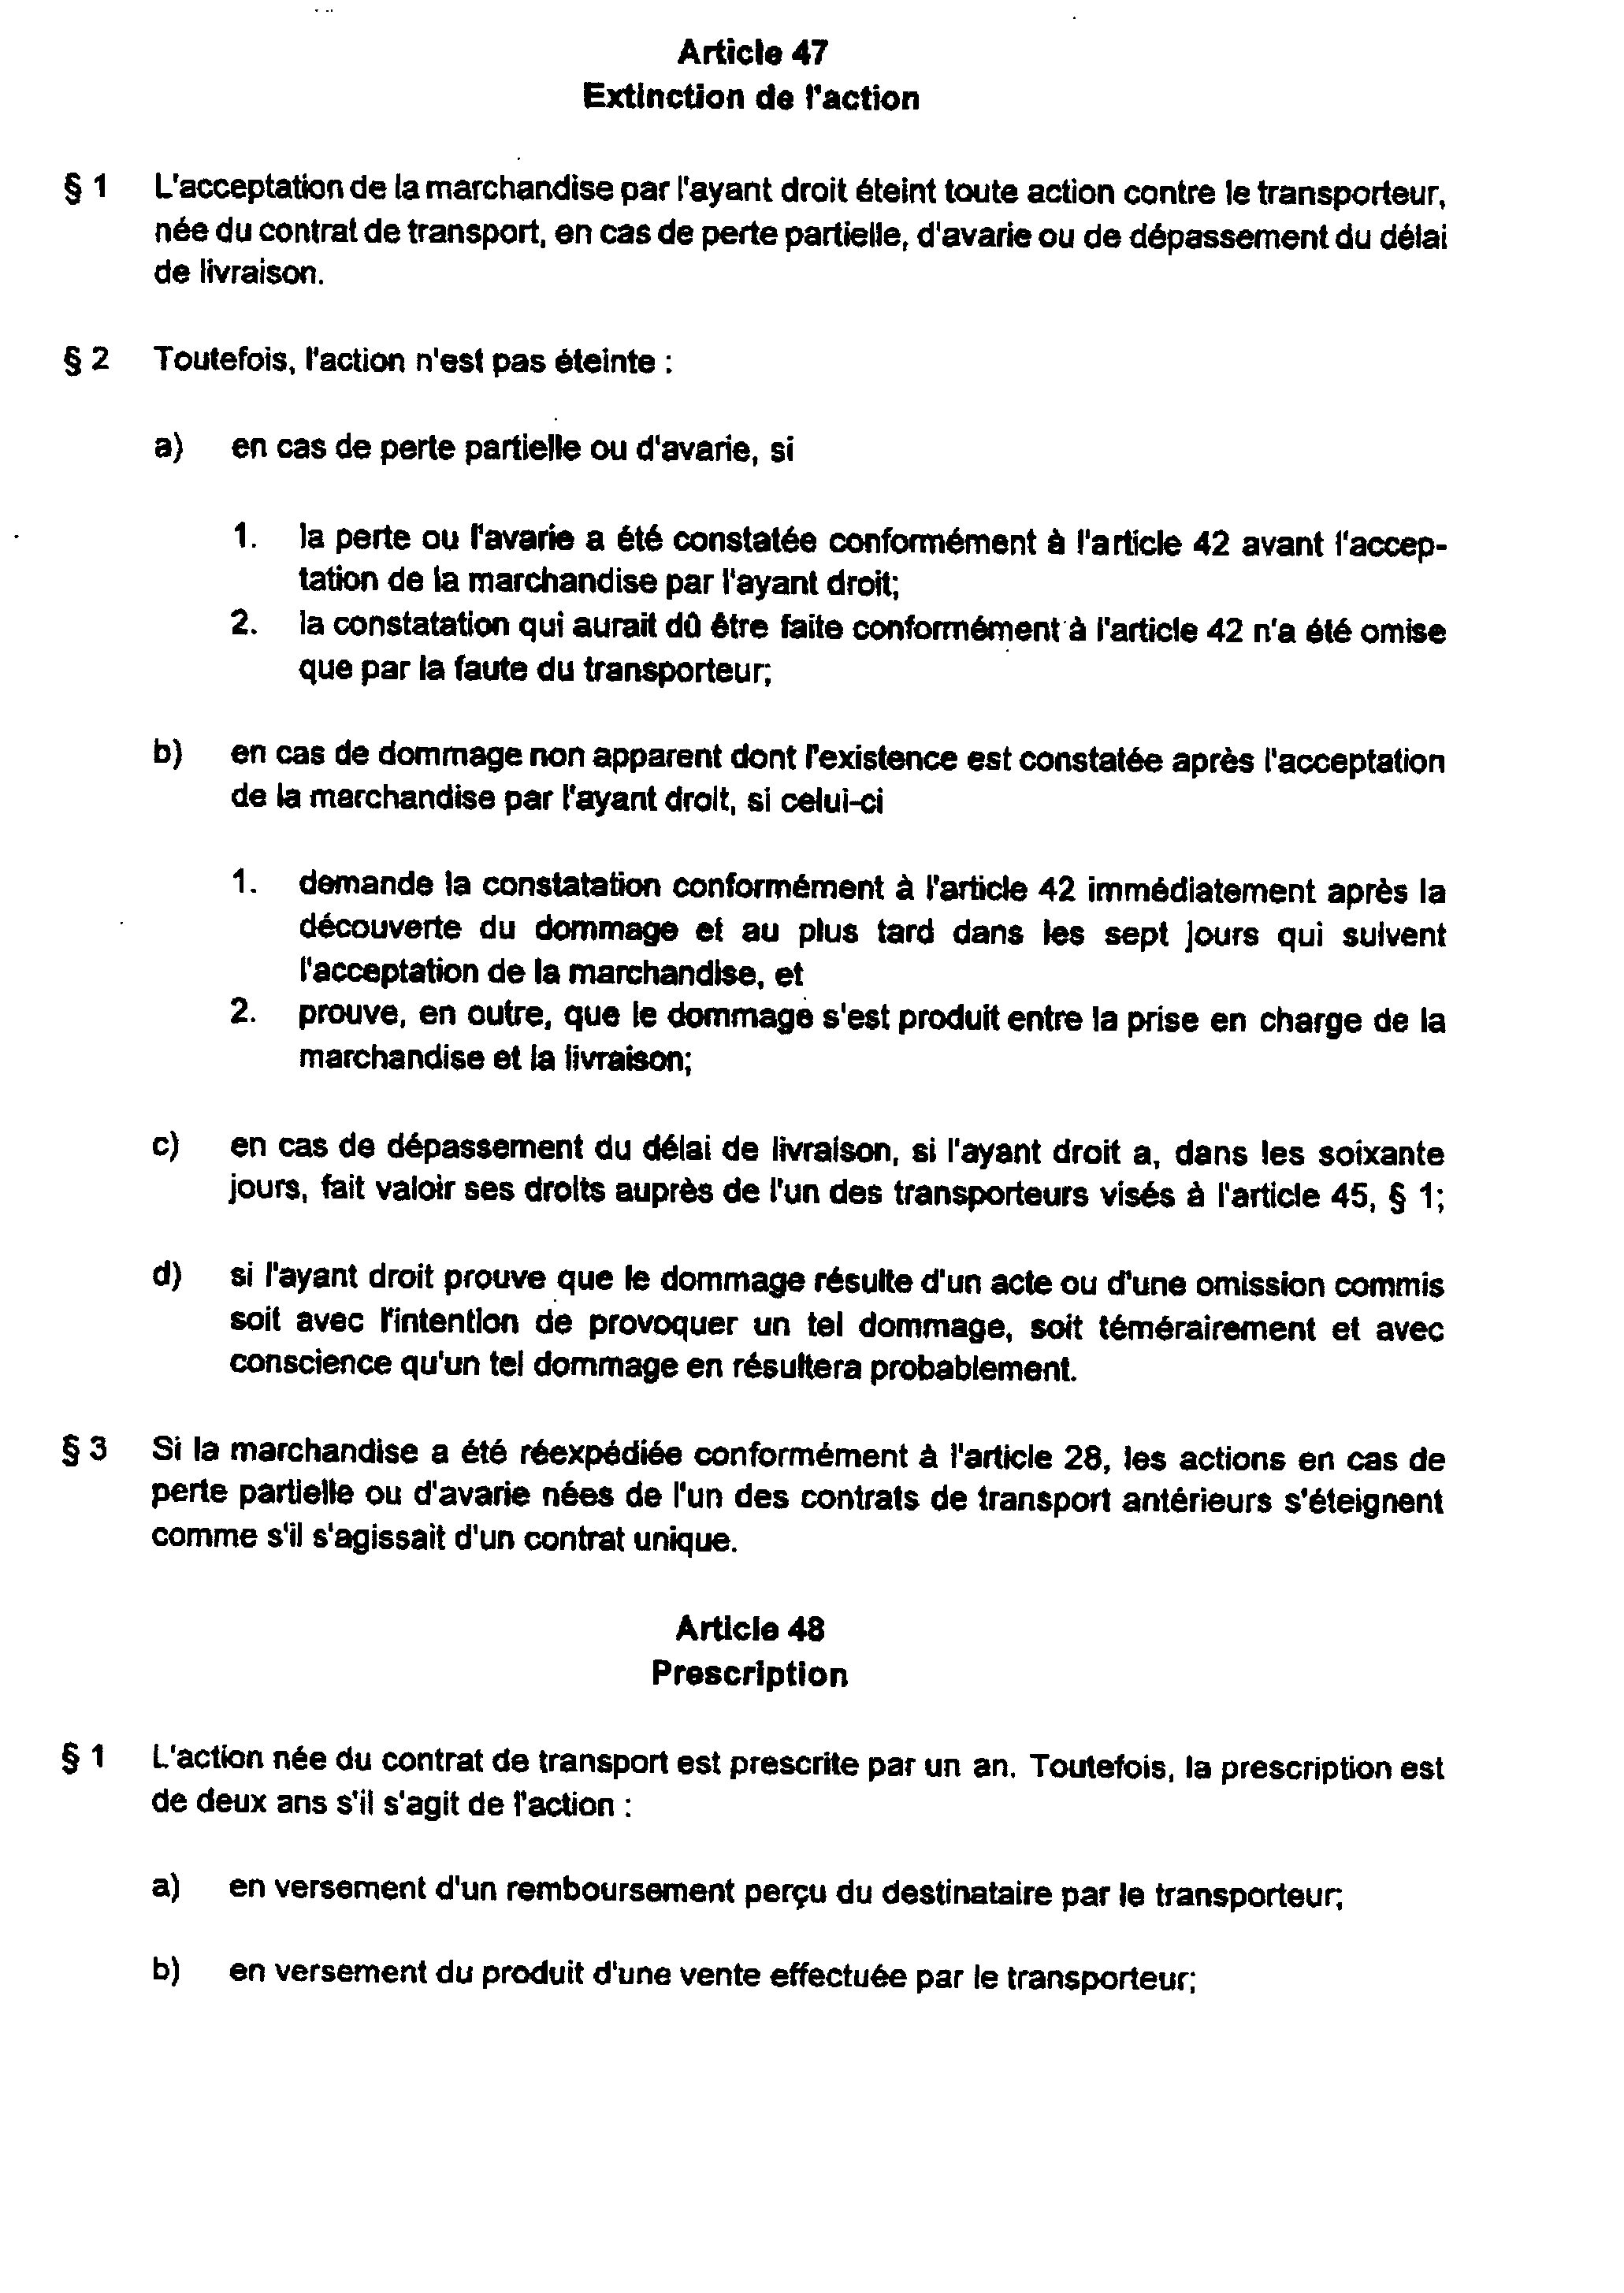 Article 47
Extinction de l'action
§ 1 L'acceptation de la marchandise par l'ayant droit éteint toute action contre le transporteur,
née du contrat de transport, en cas de perte partielle, d'avarie ou de dépassement du délai
de livraison.
§ 2 Toutefois, l'action n'est pas éteinte :
a) en cas de perte partielle ou d'avarie, si
1. la perte ou l'avarie a été constatée conformément à l'article 42 avant l'accep-
tation de la marchandise par l'ayant droit;
2. la constatation qui aurait dû être faite conformément à l'article 42 n'a été omise
que par la faute du transporteur;
b) en cas de dommage non apparent dont l'existence est constatée après l'acceptation
de la marchandise par l'ayant droit, si celui-ci
1. demande la constatation conformément à l'article 42 immédiatement après la
découverte du dommage et au plus tard dans les sept jours qui suivent
l'acceptation de la marchandise, et
2. prouve, en outre, que le dommage s'est produit entre la prise en charge de la
marchandise et la livraison;
c) en cas de dépassement du délai de livraison, si l'ayant droit a, dans les soixante
jours, fait valoir ses droits auprès de l'un des transporteurs visés à l'article 45, § 1;
d) si l'ayant droit prouve que le dommage résulte d'un acte ou d'une omission commis
soit avec l'intention de provoquer un tel dommage, soit témérairement et avec
conscience qu'un tel dommage en résultera probablement.
§ 3 Si la marchandise a été réexpédiée conformément à l'article 28, les actions en cas de
perte partielle ou d'avarie nées de l'un des contrats de transport antérieurs s'éteignent
comme s'il s'agissait d'un contrat unique.
Article 48
Prescription
§ 1 L'action née du contrat de transport est prescrite par un an. Toutefois, la prescription est
de deux ans s'il s'agit de l'action :
a) en versement d'un remboursement perçu du destinataire par le transporteur;
b) en versement du produit d'une vente effectuée par le transporteur;